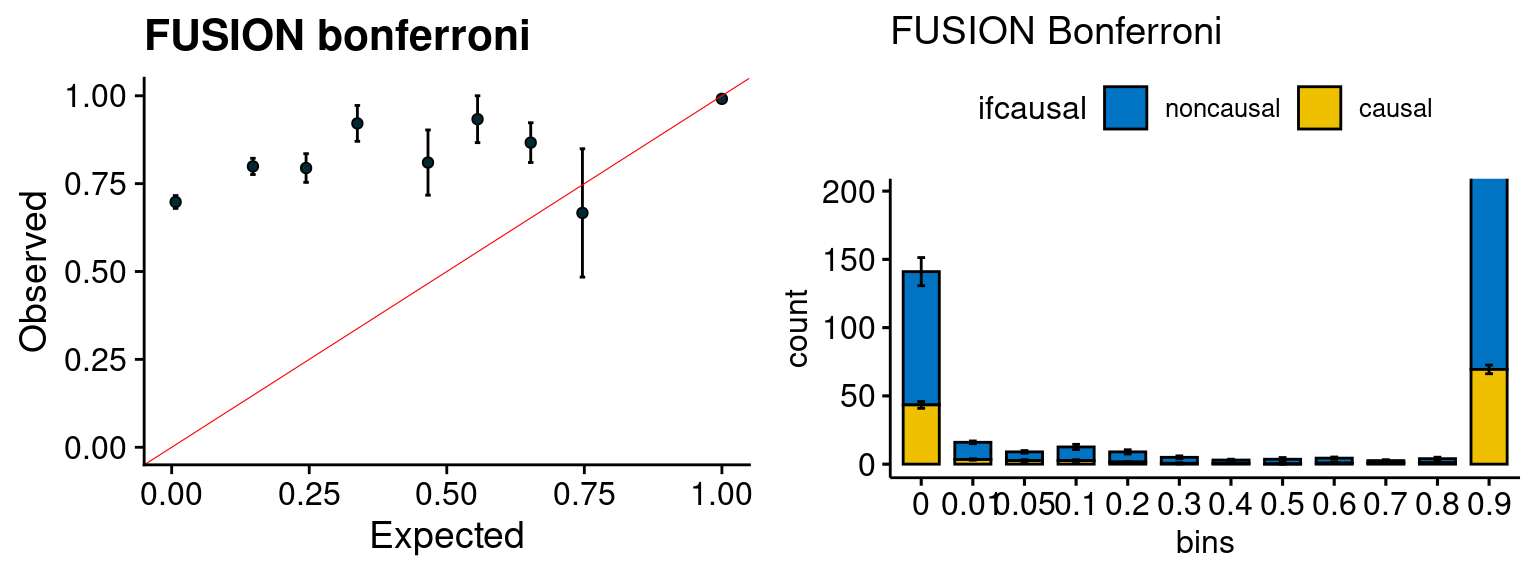 FUSION bonferroni
1.00
0.75
0.50
0.25
0.00
Observed
0.00 0.25 0.50 0.75 1.00
Expected
FUSION Bonferroni
ifcausal noncausal causal
200
150
100
50
0
count
0 0.01 0.05 0.1 0.2 0.3 0.4 0.5 0.6 0.7 0.8 0.9
bins